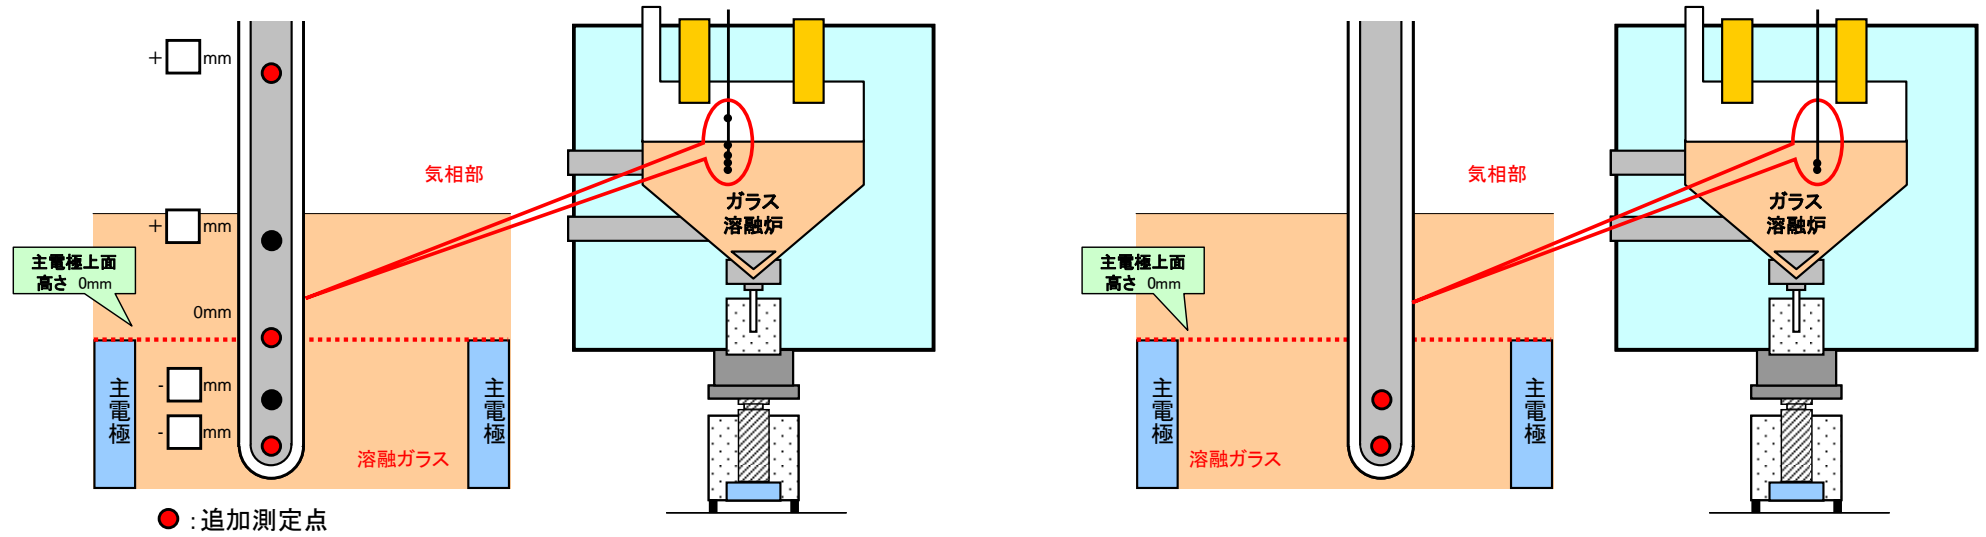 + mm
気相部
ガラス
溶融炉
+ mm
主電極上面
高さ 0mm
0mm
- mm
- mm
主電極
主電極
溶融ガラス
:追加測定点
気相部
ガラス
溶融炉
主電極上面
高さ 0mm
主電極
主電極
溶融ガラス